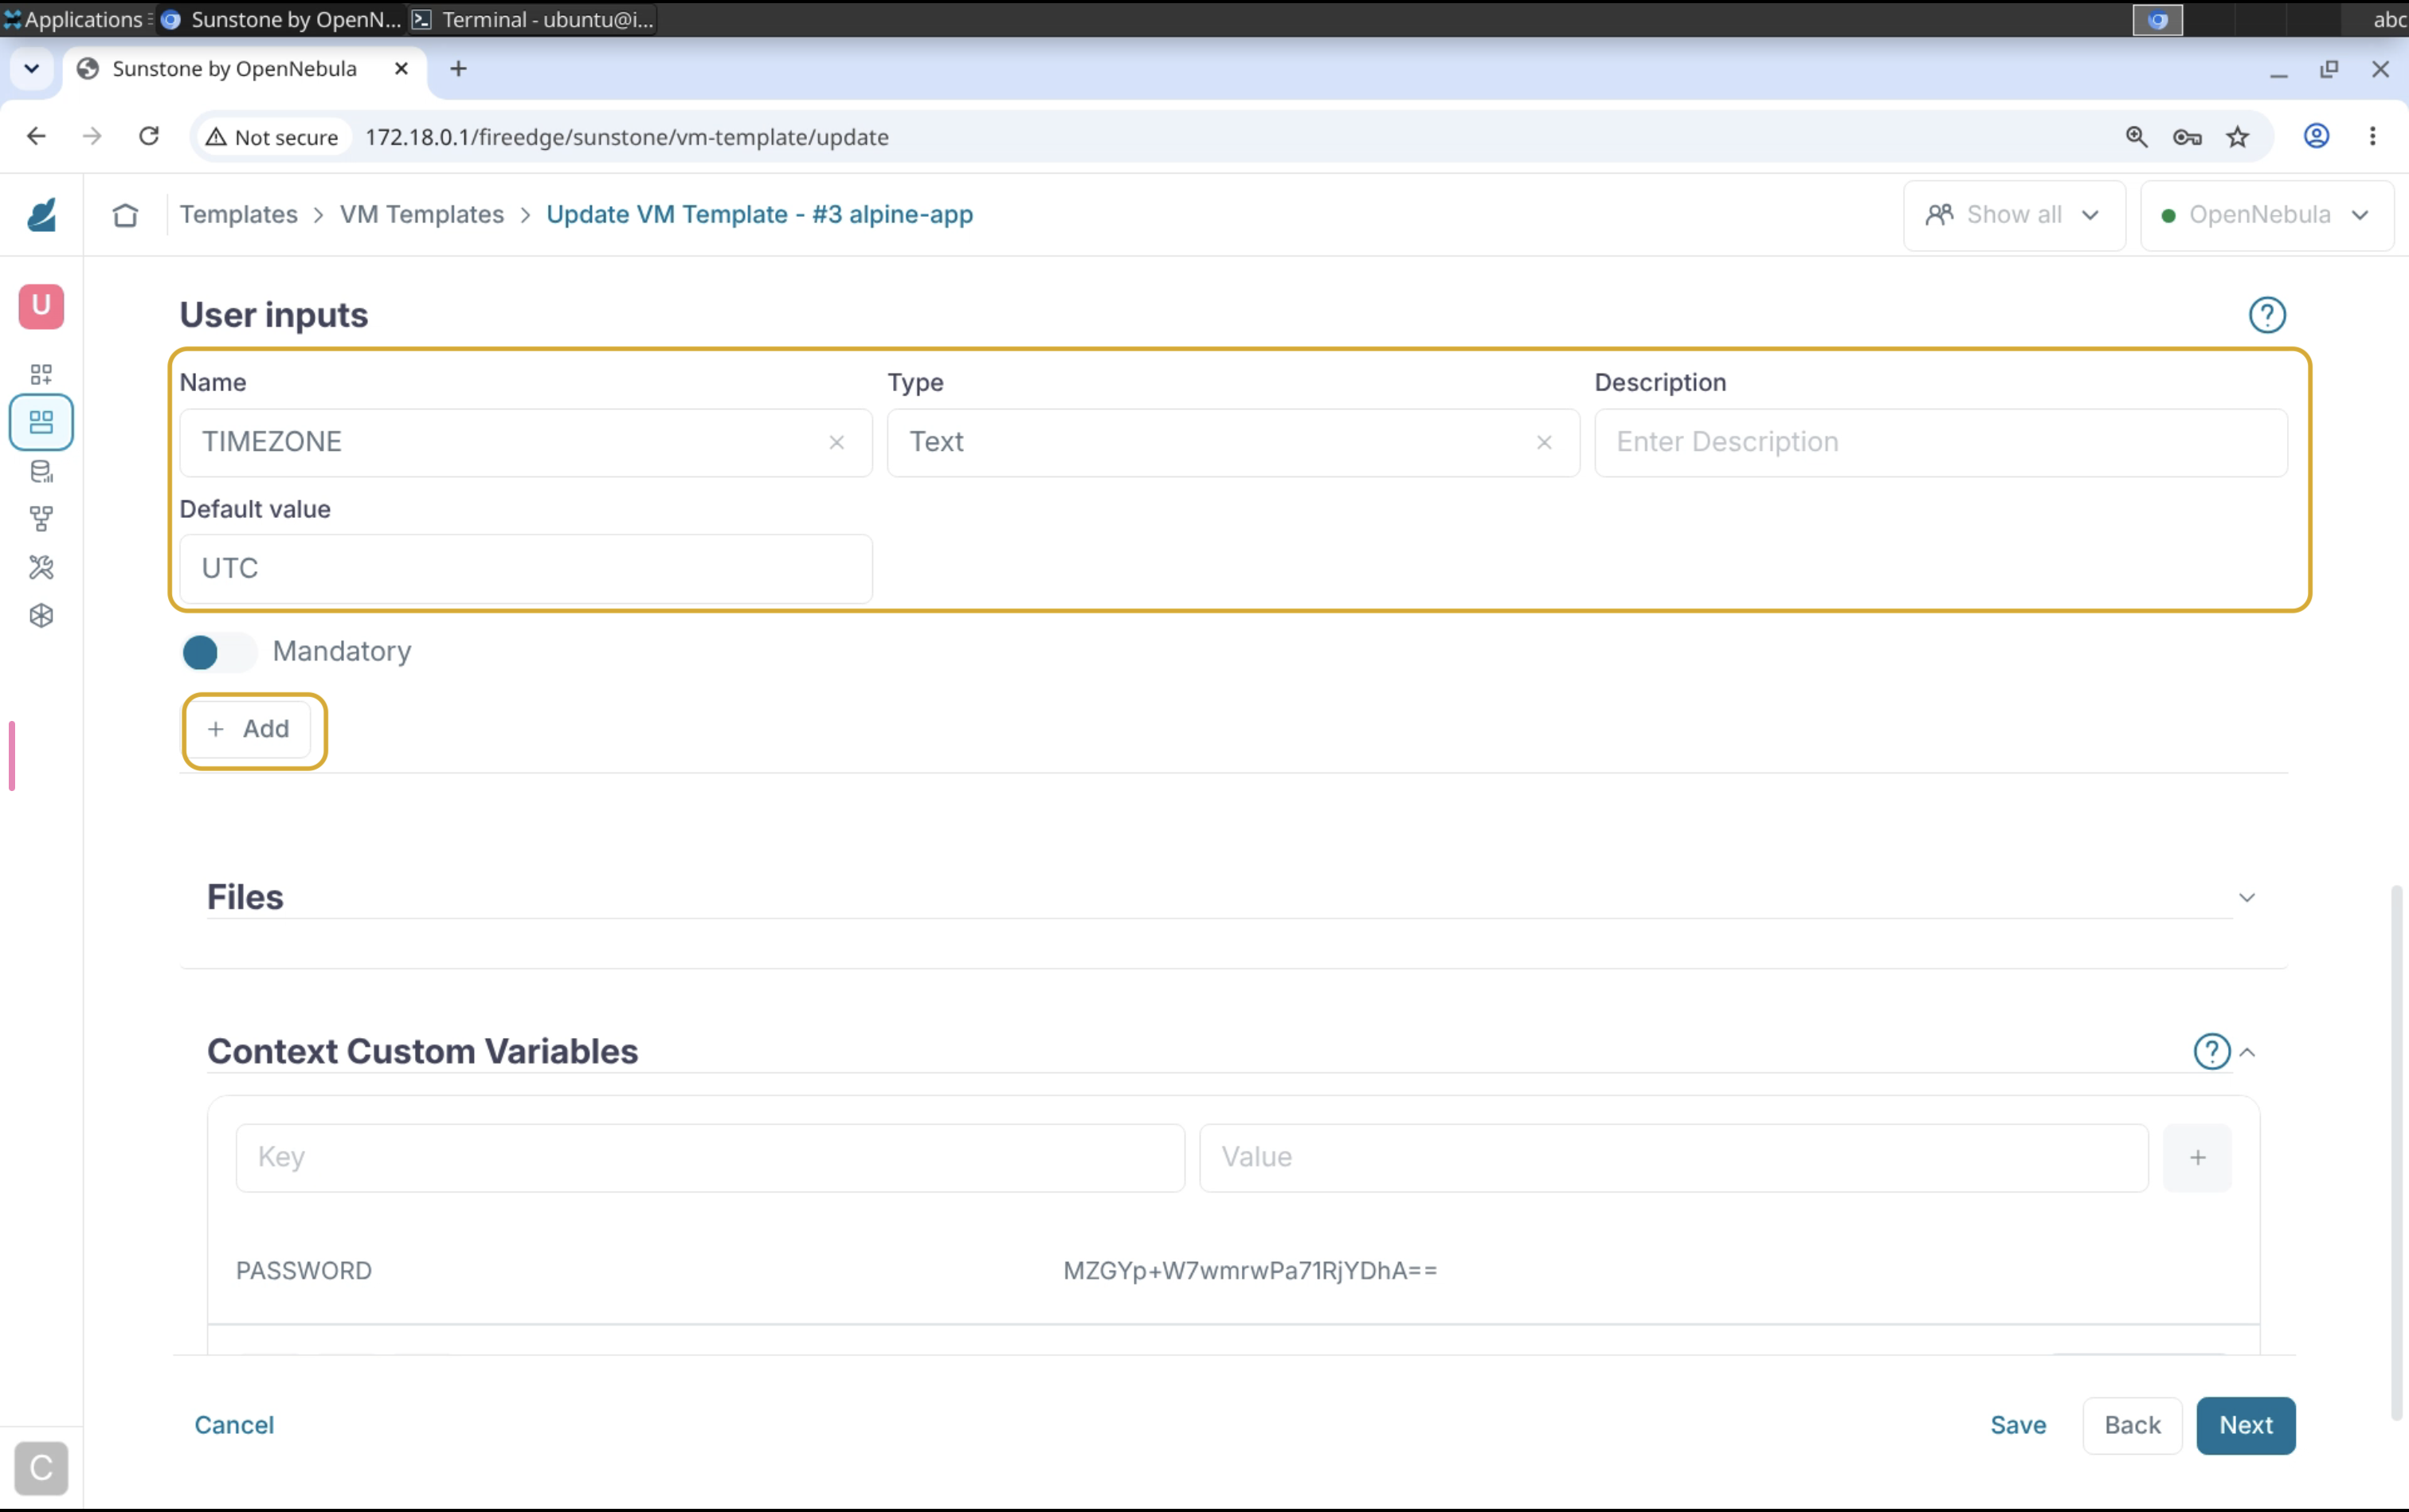 Applications
Sunstone by OpenN...
Terminal - ubuntu@i...
abc
Sunstone by OpenNebula
Not secure
172.18.0.1/fireedge/sunstone/vm-template/update
Templates > VM Templates > Update VM Template - #3 alpine-app
Show all
OpenNebula
U
User inputs
?
Name
Type
Description
TIMEZONE
Text
Enter Description
Default value
UTC
Mandatory
+ Add
Files
Context Custom Variables
?
Key
Value
+
PASSWORD
MZGYp+W7wmrwPa71RjYDhA==
Cancel
Save
Back
Next
C